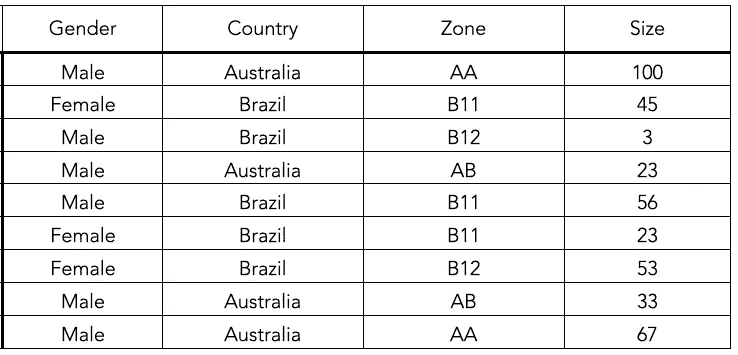 Gender Country Zone Size
Male Australia AA 100
Female Brazil B11 45
Male Brazil B12 3
Male Australia AB 23
Male Brazil B11 56
Female Brazil B11 23
Female Brazil B12 53
Male Australia AB 33
Male Australia AA 67